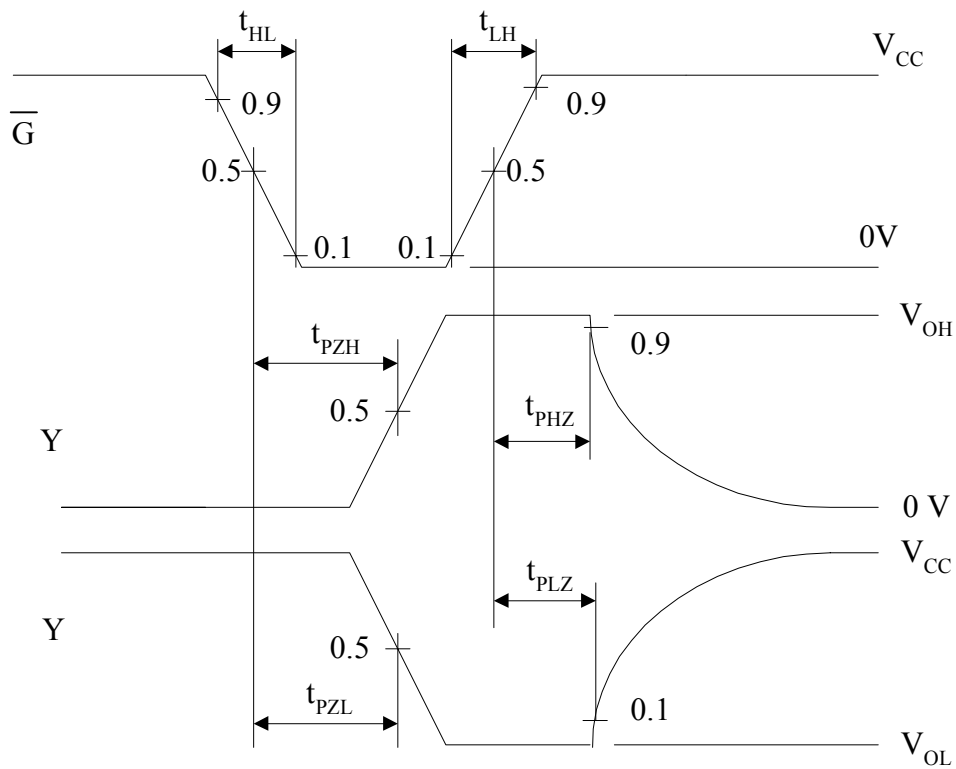 t_HL t_LH
V_CC
0.9 0.9
G̅
0.5 0.5
0.1 0.1
0V
V_OH
0.9
t_PZH
0.5
t_PHZ
Y
0 V
V_CC
t_PLZ
Y
0.5
t_PZL
0.1
V_OL